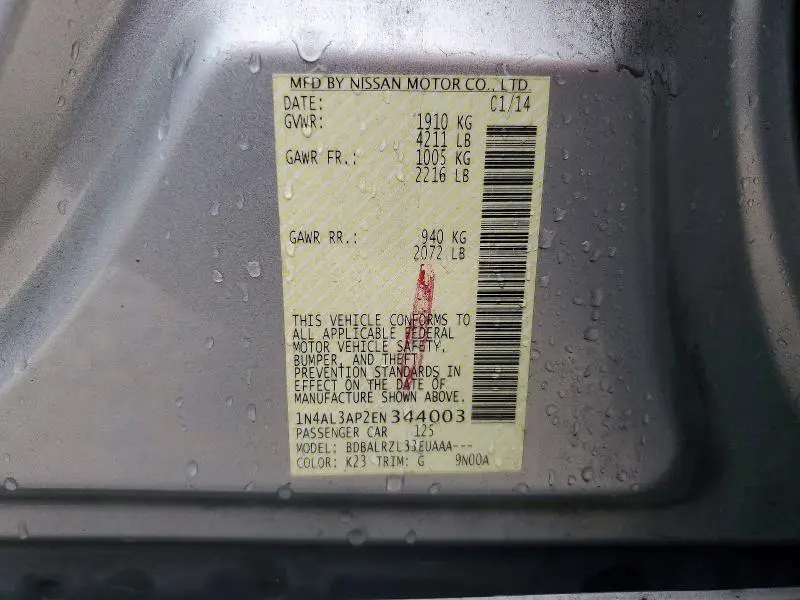 MFD BY NISSAN MOTOR CO., LTD.
DATE: 01/14
GVWR: 1910 KG
4211 LB
GAWR FR.: 1005 KG
2216 LB
GAWR RR.: 940 KG
2072 LB
THIS VEHICLE CONFORMS TO
ALL APPLICABLE FEDERAL
MOTOR VEHICLE SAFETY,
BUMPER, AND THEFT
PREVENTION STANDARDS IN
EFFECT ON THE DATE OF
MANUFACTURE SHOWN ABOVE.
1N4AL3AP2EN 344003
PASSENGER CAR 125
MODEL: BDBALRZL33EUAAA---
COLOR: K23 TRIM: G 9N00A